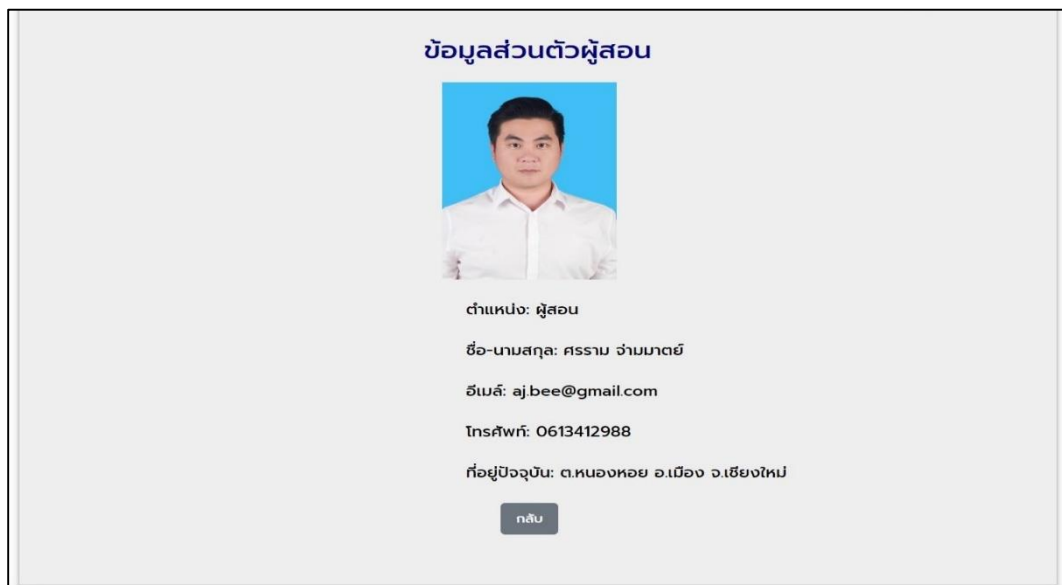 ข้อมูลส่วนตัวผู้สอน
ตำแหน่ง: ผู้สอน
ชื่อ-นามสกุล: ศรราม จ่ามมาตย์
อีเมล์: aj.bee@gmail.com
โทรศัพท์: 0613412988
ที่อยู่ปัจจุบัน: ต.หนองหอย อ.เมือง จ.เชียงใหม่
กลับ